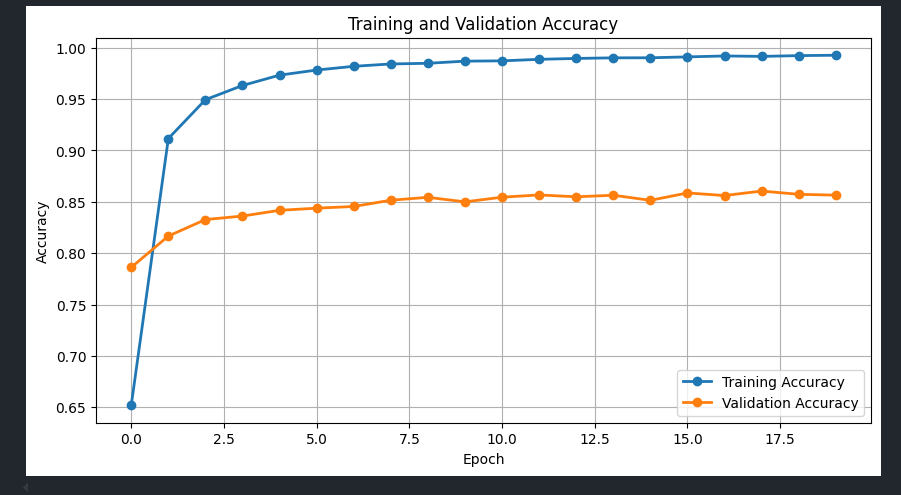 Training and Validation Accuracy
1.00
0.95
0.90
0.85
0.80
0.75
0.70
0.65
Accuracy
0.0 2.5 5.0 7.5 10.0 12.5 15.0 17.5
Epoch
Training Accuracy
Validation Accuracy